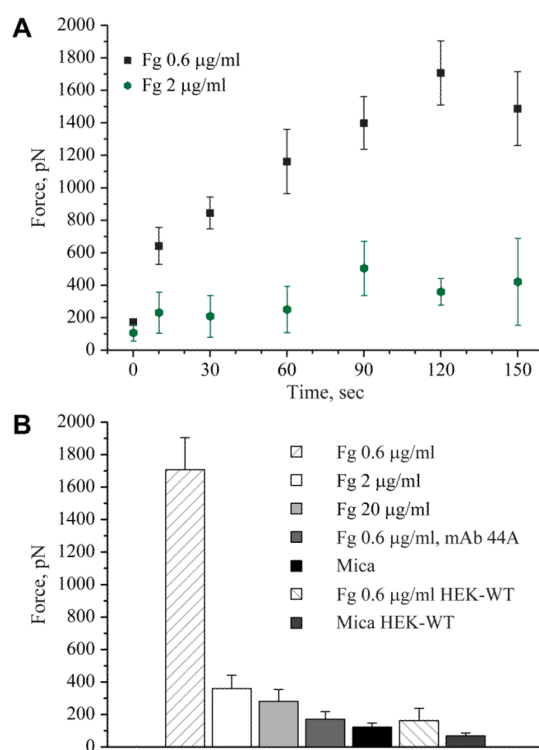 A
2000
1800
1600
1400
1200
1000
800
600
400
200
0
Force, pN
Fg 0.6 μg/ml
Fg 2 μg/ml
0 30 60 90 120 150
Time, sec
B
2000
1800
1600
1400
1200
1000
800
600
400
200
0
Force, pN
Fg 0.6 μg/ml
Fg 2 μg/ml
Fg 20 μg/ml
Fg 0.6 μg/ml, mAb 44A
Mica
Fg 0.6 μg/ml HEK-WT
Mica HEK-WT